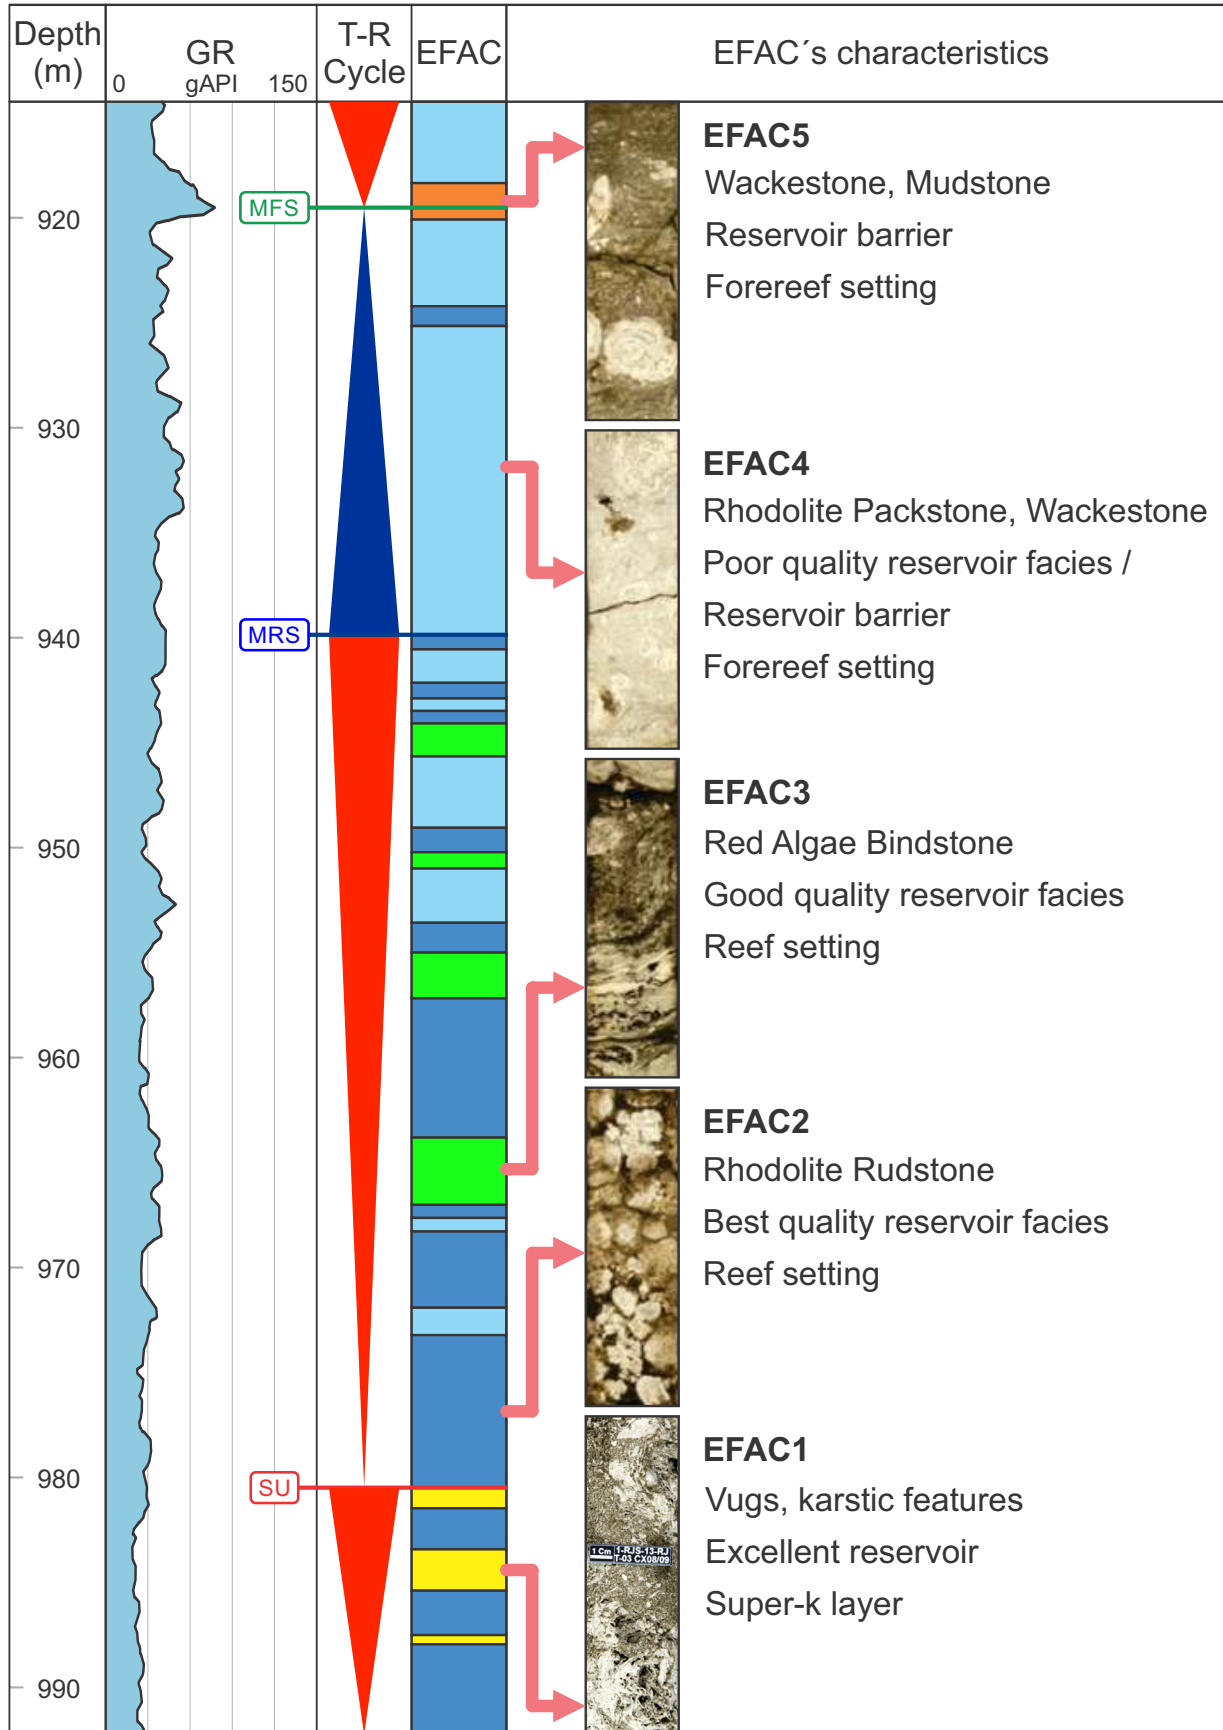 Depth
(m)
GR
0 gAPI 150
T-R
Cycle
EFAC
EFAC´s characteristics
EFAC5
Wackestone, Mudstone
Reservoir barrier
Forereef setting
MFS
920
930
EFAC4
Rhodolite Packstone, Wackestone
Poor quality reservoir facies /
Reservoir barrier
Forereef setting
MRS
940
EFAC3
Red Algae Bindstone
Good quality reservoir facies
Reef setting
950
960
EFAC2
Rhodolite Rudstone
Best quality reservoir facies
Reef setting
970
980
SU
EFAC1
Vugs, karstic features
Excellent reservoir
Super-k layer
1 Cm
1-RJS-13-RJ
T-03 CX08/09
990